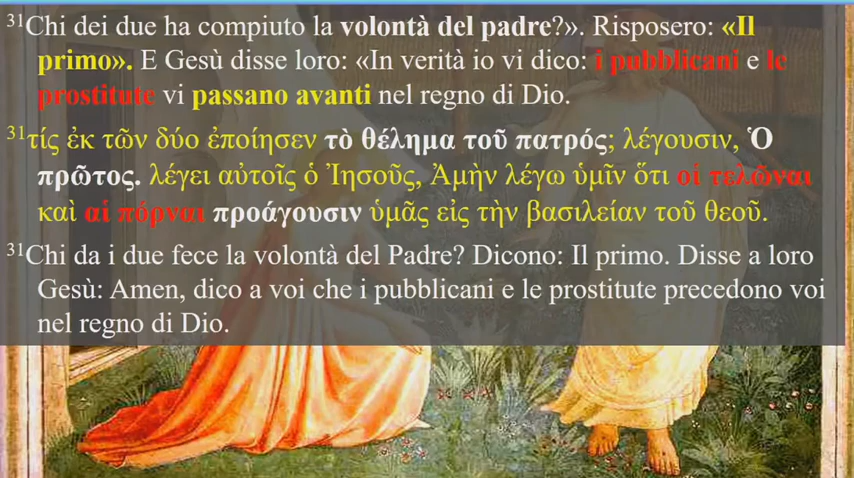 31Chi dei due ha compiuto la volontà del padre?». Risposero: «Il
primo». E Gesù disse loro: «In verità io vi dico: i pubblicani e le
prostitute vi passano avanti nel regno di Dio.
31τίς ἐκ τῶν δύο ἐποίησεν τὸ θέλημα τοῦ πατρός; λέγουσιν, Ὁ
πρῶτος. λέγει αὐτοῖς ὁ Ἰησοῦς, Ἀμὴν λέγω ὑμῖν ὅτι οἱ τελῶναι
καὶ αἱ πόρναι προάγουσιν ὑμᾶς εἰς τὴν βασιλείαν τοῦ θεοῦ.
31Chi da i due fece la volontà del Padre? Dicono: Il primo. Disse a loro
Gesù: Amen, dico a voi che i pubblicani e le prostitute precedono voi
nel regno di Dio.